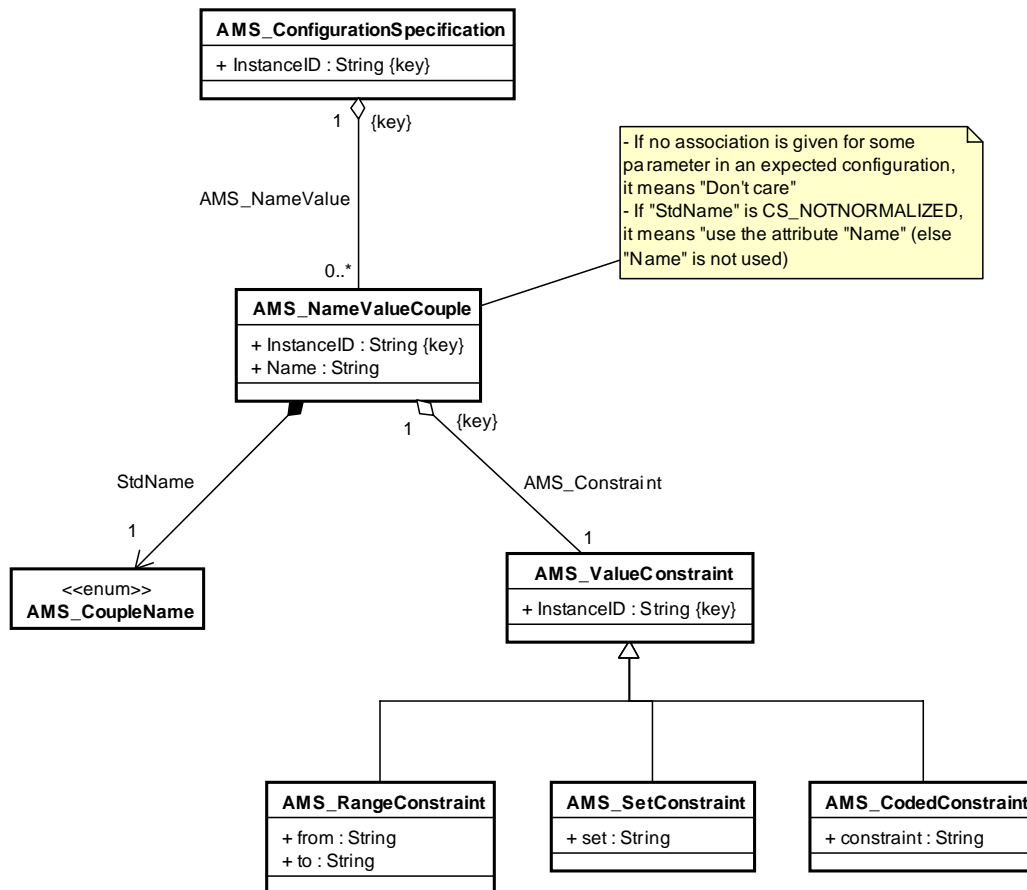 AMS_ConfigurationSpecification
+ InstanceID : String {key}
1
{key}
AMS_NameValue
0..*
- If no association is given for some
parameter in an expected configuration,
it means "Don't care"
- If "StdName" is CS_NOTNORMALIZED,
it means "use the attribute "Name" (else
"Name" is not used)
AMS_NameValueCouple
+ InstanceID : String {key}
+ Name : String
1
{key}
StdName
1
AMS_Constraint
1
<<enum>>
AMS_CoupleName
AMS_ValueConstraint
+ InstanceID : String {key}
AMS_RangeConstraint
+ from : String
+ to : String
AMS_SetConstraint
+ set : String
AMS_CodedConstraint
+ constraint : String